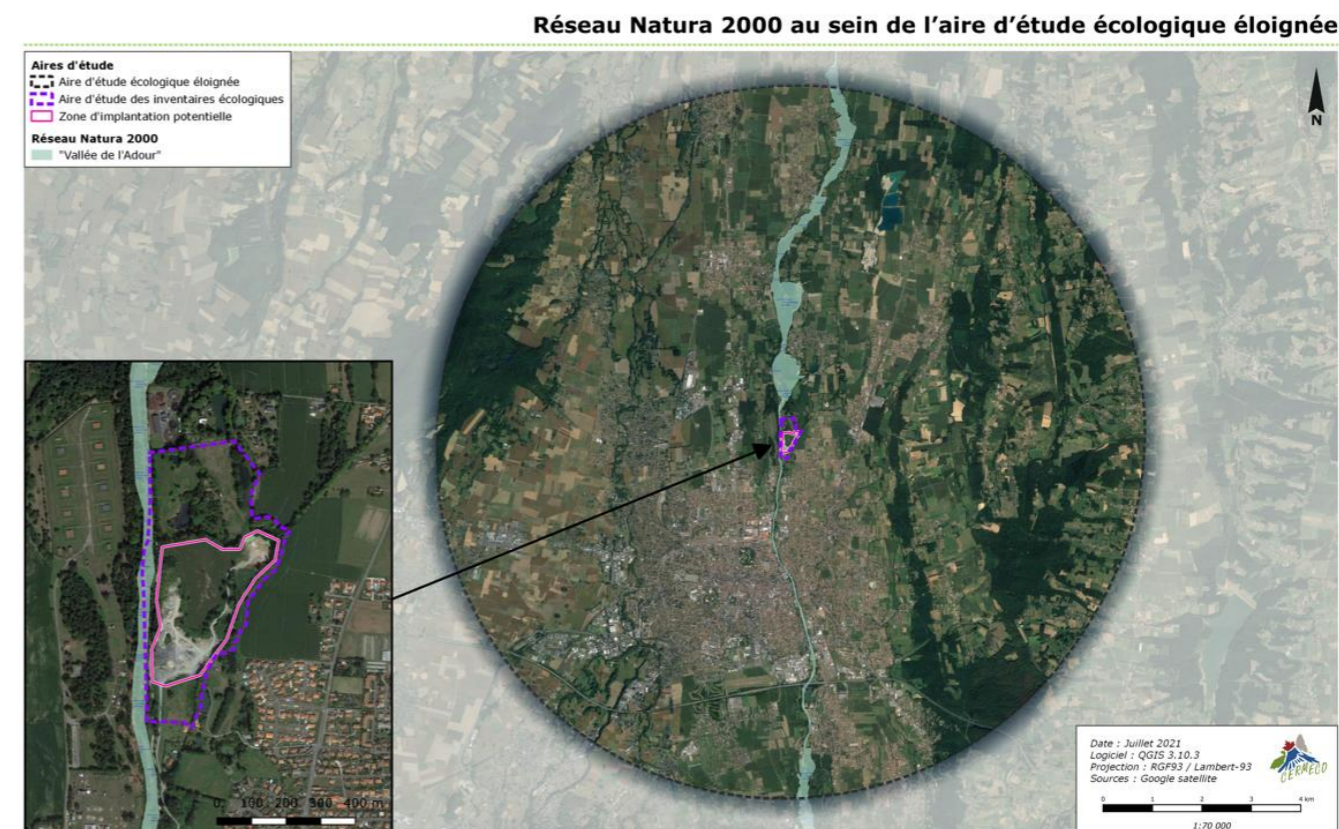 Réseau Natura 2000 au sein de l'aire d'étude écologique éloignée
Aires d'étude
Aire d'étude écologique éloignée
Aire d'étude des inventaires écologiques
Zone d'implantation potentielle
Réseau Natura 2000
"Vallée de l'Adour"
N
0 100 200 300 400 m
Date : Juillet 2021
Logiciel : QGIS 3.10.3
Projection : RGF93 / Lambert-93
Sources : Google satellite
CERMECO
0 1 2 3 4 km
1:70 000